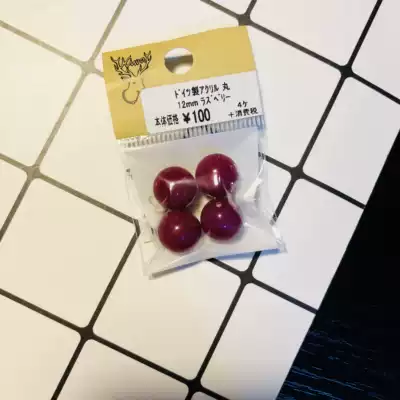 ドイツ製アクリル 丸
12mm ラズベリー
4ケ
本体価格 ¥100 +消費税